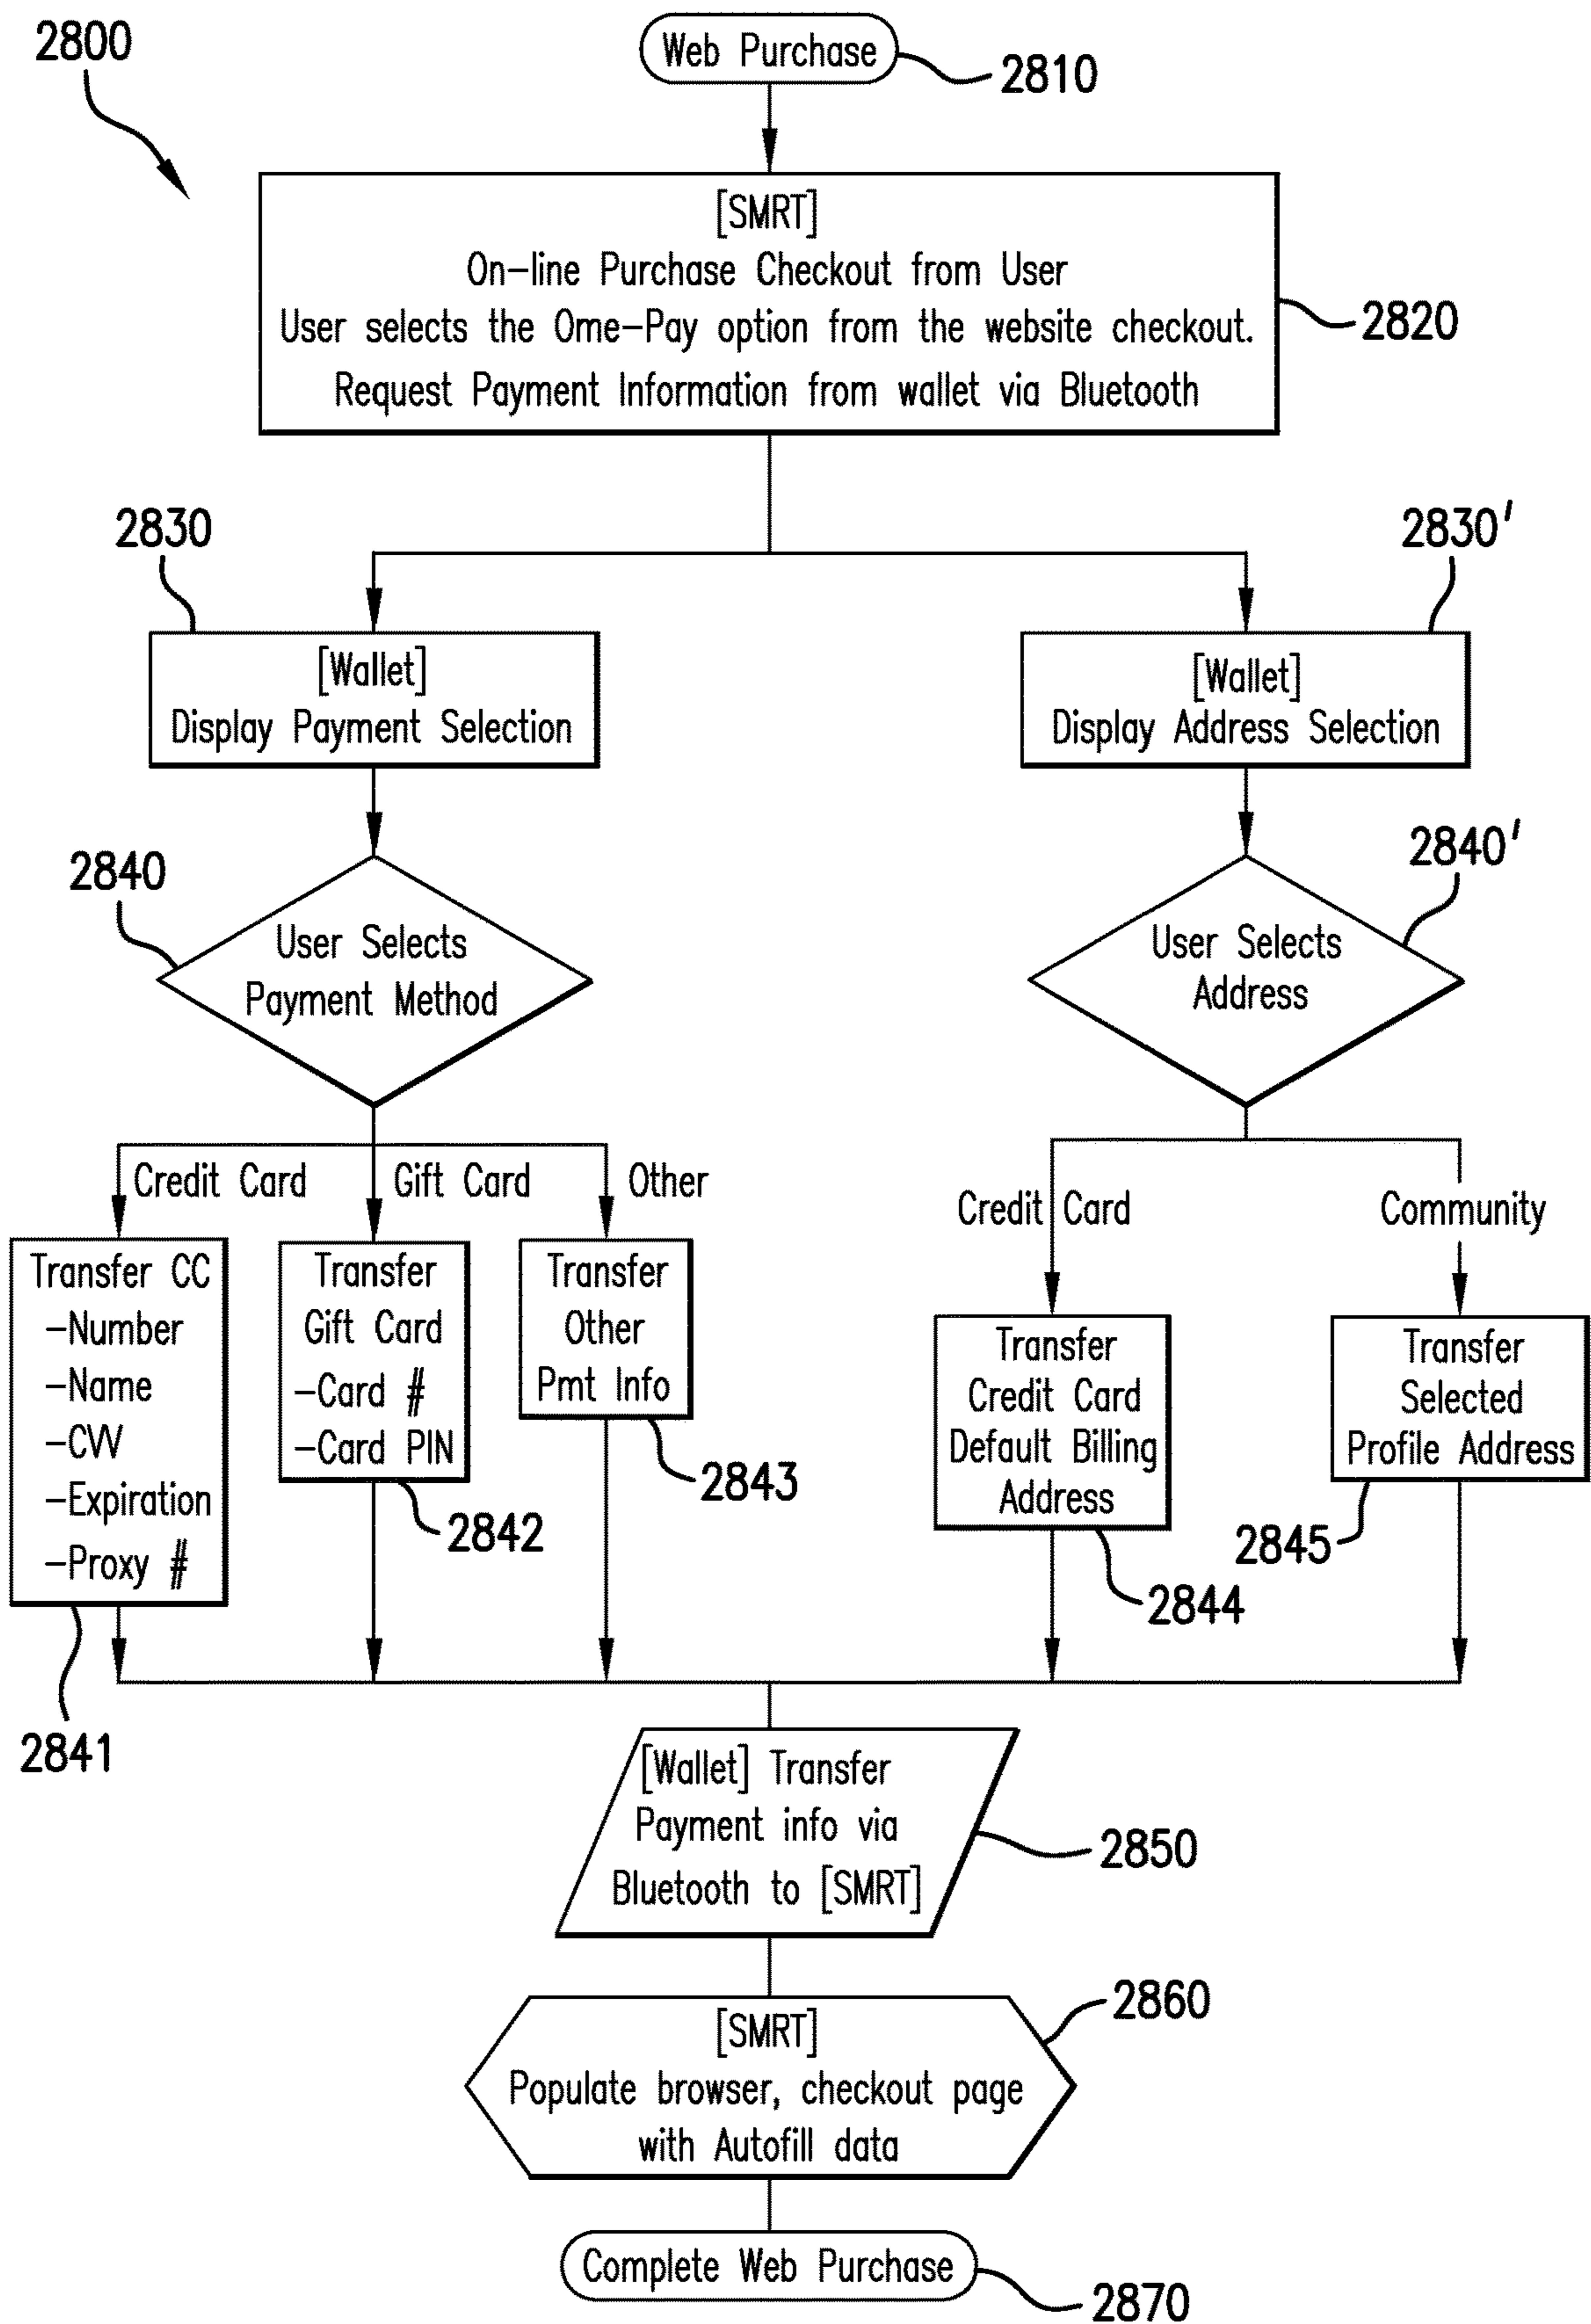 2800
Web Purchase
2810
[SMRT]
On-line Purchase Checkout from User
User selects the Ome-Pay option from the website checkout.
Request Payment Information from wallet via Bluetooth
2820
2830
[Wallet]
Display Payment Selection
2830'
[Wallet]
Display Address Selection
2840
User Selects
Payment Method
2840'
User Selects
Address
Credit Card
Gift Card
Other
Credit Card
Community
Transfer CC
-Number
-Name
-CVV
-Expiration
-Proxy #
2841
Transfer
Gift Card
-Card #
-Card PIN
2842
Transfer
Other
Pmt Info
2843
Transfer
Credit Card
Default Billing
Address
2844
Transfer
Selected
Profile Address
2845
[Wallet] Transfer
Payment info via
Bluetooth to [SMRT]
2850
[SMRT]
Populate browser, checkout page
with Autofill data
2860
Complete Web Purchase
2870